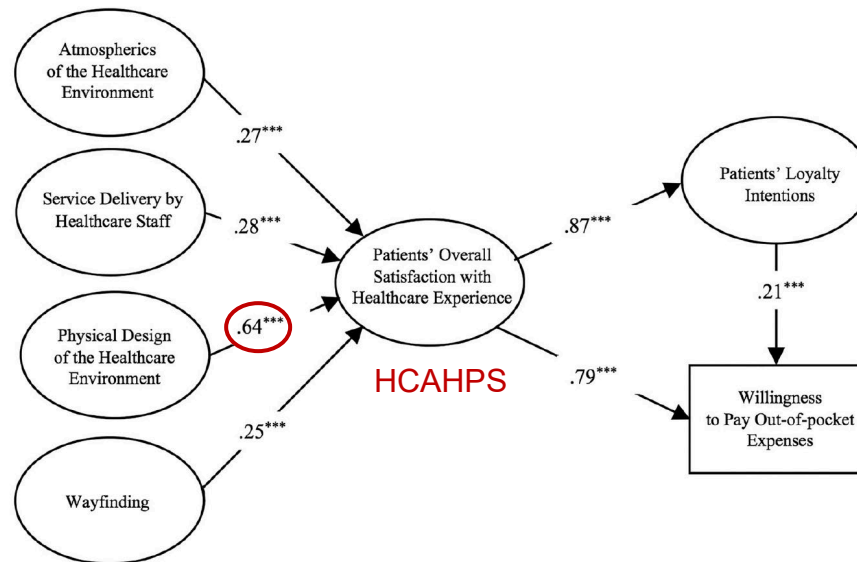 Atmospherics
of the Healthcare
Environment
.27***
Service Delivery by
Healthcare Staff
.28***
Physical Design
of the Healthcare
Environment
.64***
Wayfinding
.25***
Patients' Overall
Satisfaction with
Healthcare Experience
HCAHPS
.87***
Patients' Loyalty
Intentions
.21***
.79***
Willingness
to Pay Out-of-pocket
Expenses